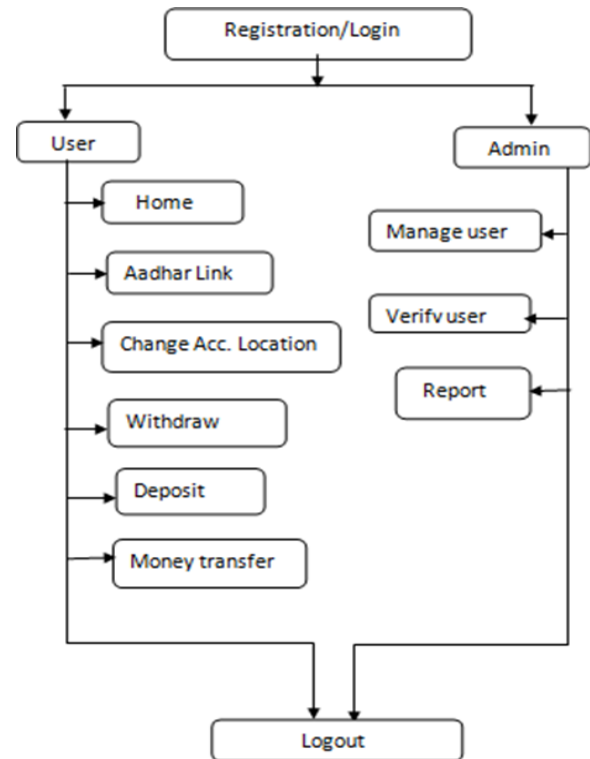 Registration/Login
User
Admin
Home
Manage user
Aadhar Link
Verify user
Change Acc. Location
Report
Withdraw
Deposit
Money transfer
Logout